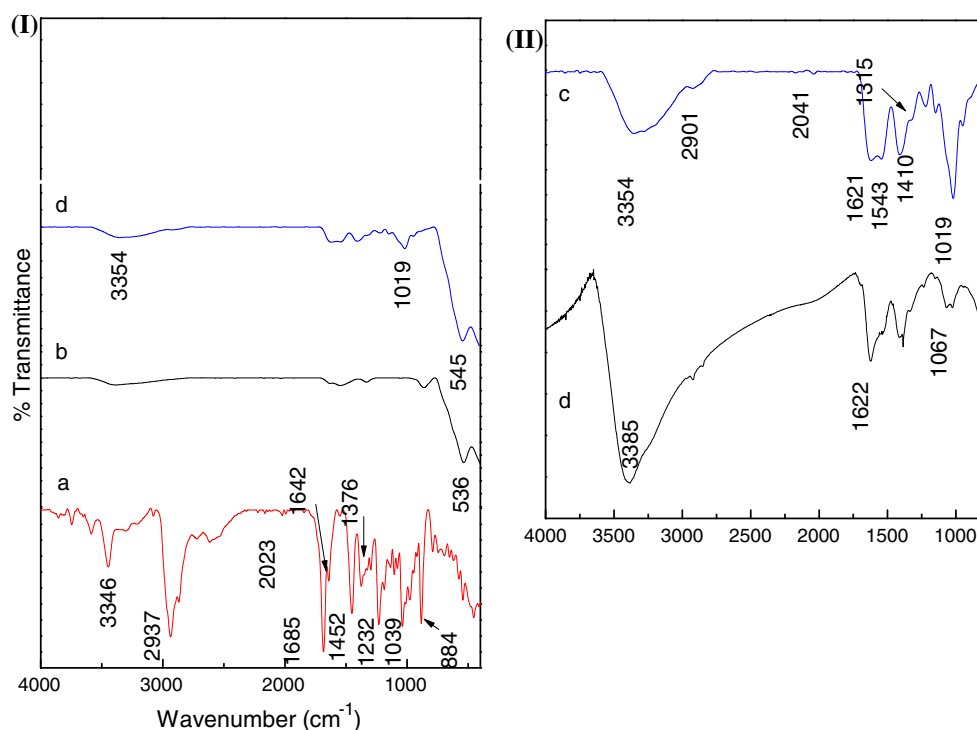 (I)
d
3354
1019
545
b
536
a
1642
1376
3346
2937
2023
1685
1452
1232
1039
884
4000 3000 2000 1000
Wavenumber (cm-1)
% Transmittance
(II)
c
1315
3354
2901
2041
1621
1543
1410
1019
d
3385
1622
1067
4000 3500 3000 2500 2000 1500 1000